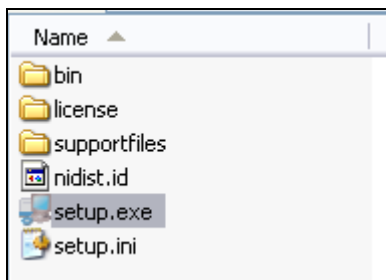 Name
bin
license
supportfiles
nidist.id
setup.exe
setup.ini